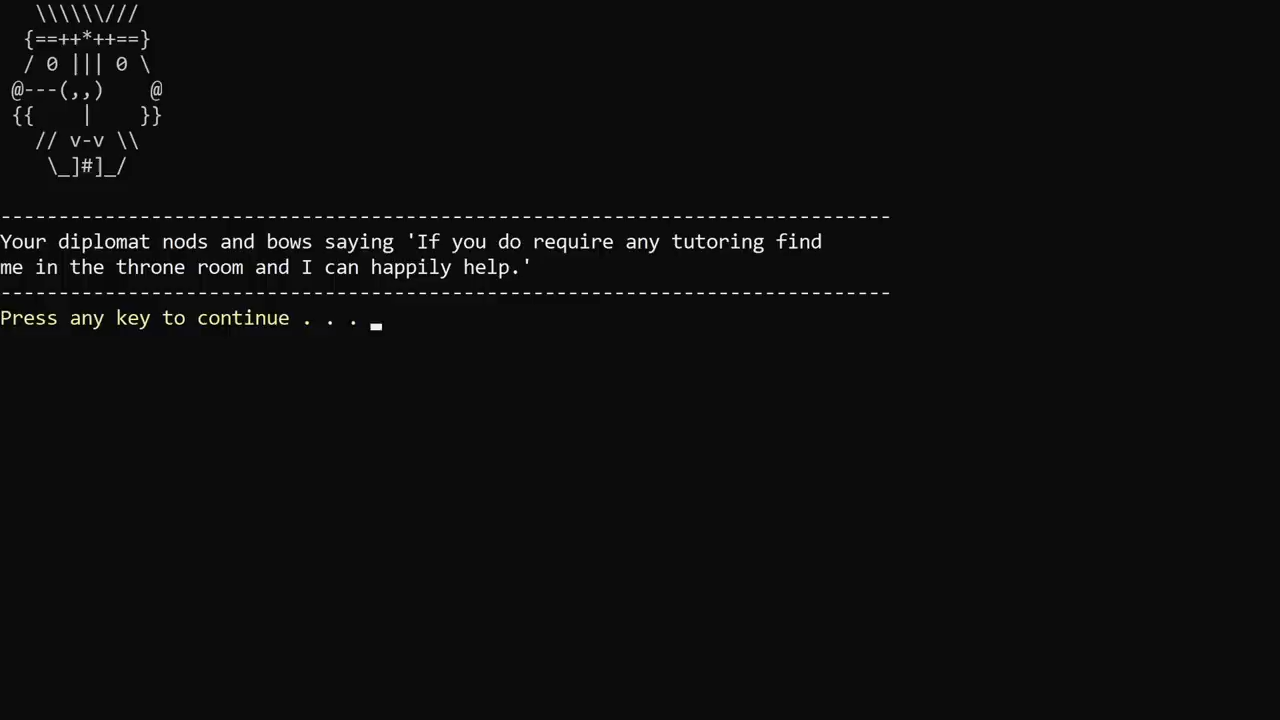 \\\\\\///
  {==++*++==}
  / 0 ||| 0 \
 @---(,,)    @
 {{    |    }}
   // v-v \\
    \_]#]_/
-----------------------------------------------------------------------------
Your diplomat nods and bows saying 'If you do require any tutoring find
me in the throne room and I can happily help.'
-----------------------------------------------------------------------------
Press any key to continue . . .